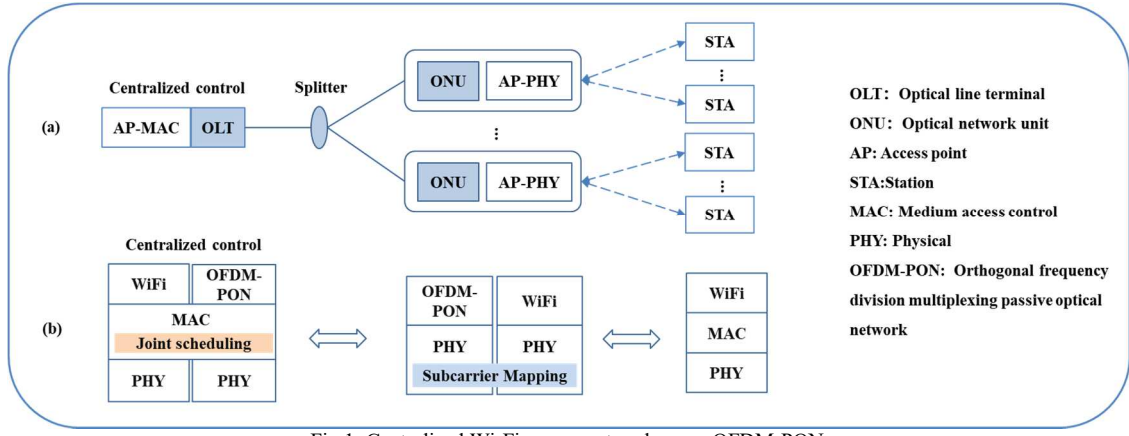 (a)
Centralized control
AP-MAC
OLT
Splitter
ONU
AP-PHY
⋮
ONU
AP-PHY
STA
⋮
STA
STA
⋮
STA
(b)
Centralized control
WiFi
OFDM-
PON
MAC
Joint scheduling
PHY
PHY
OFDM-
PON
WiFi
PHY
PHY
Subcarrier Mapping
WiFi
MAC
PHY
OLT: Optical line terminal
ONU: Optical network unit
AP: Access point
STA:Station
MAC: Medium access control
PHY: Physical
OFDM-PON: Orthogonal frequency
division multiplexing passive optical
network